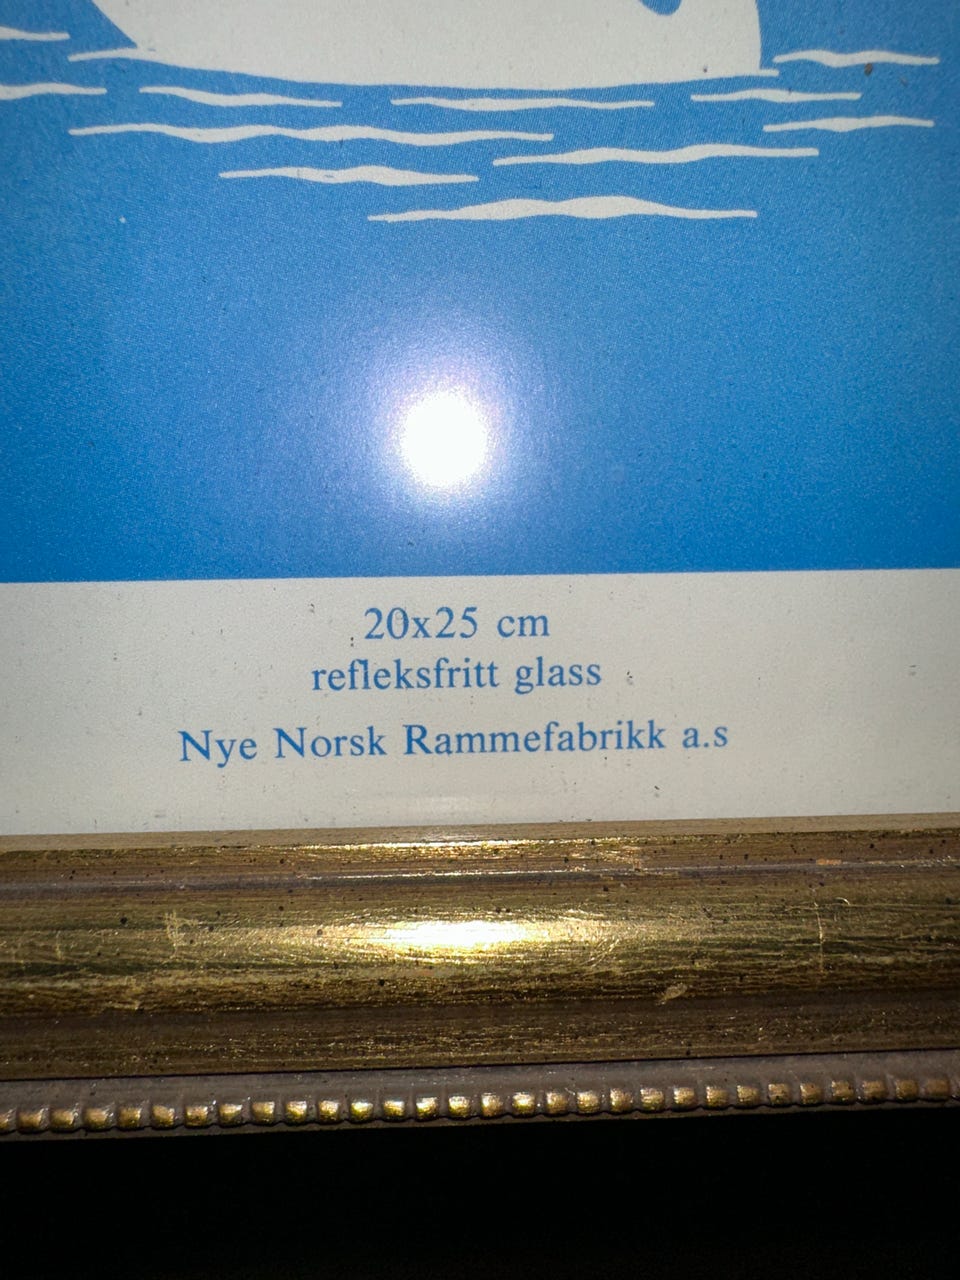 20x25 cm
refleksfritt glass
Nye Norsk Rammefabrikk a.s